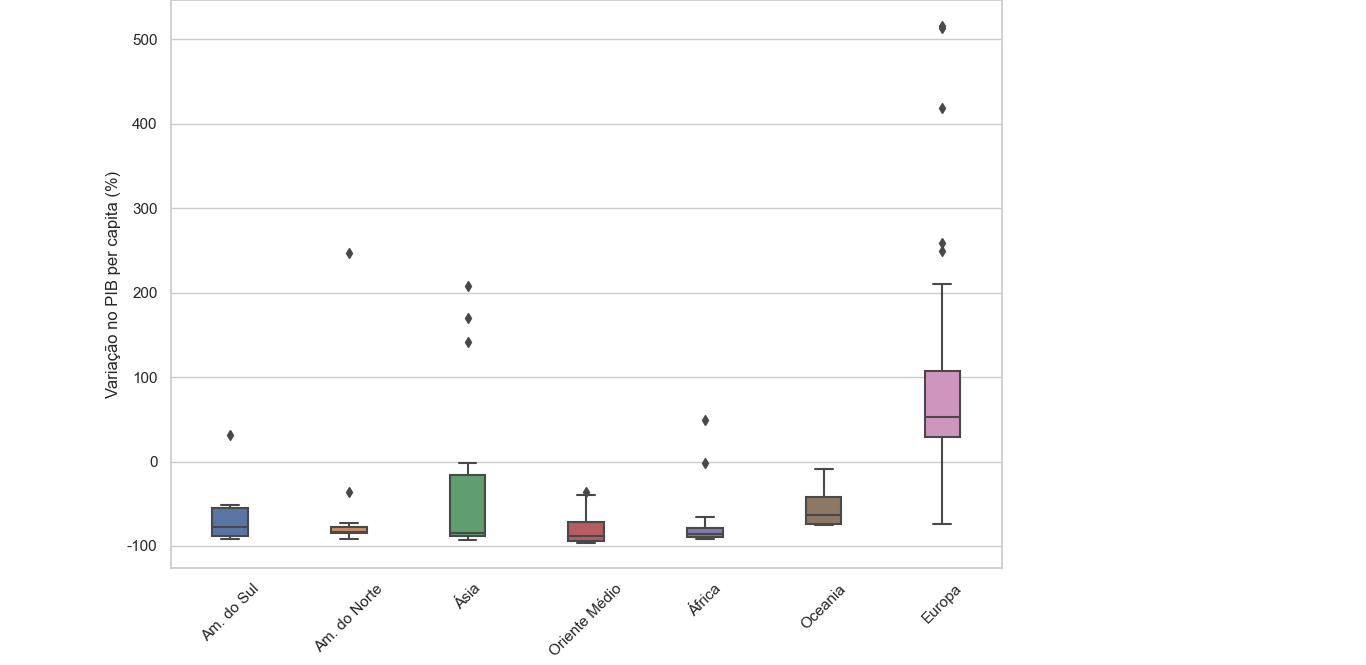 Variação no PIB per capita (%)
500
400
300
200
100
0
-100
Am. do Sul
Am. do Norte
Ásia
Oriente Médio
África
Oceania
Europa